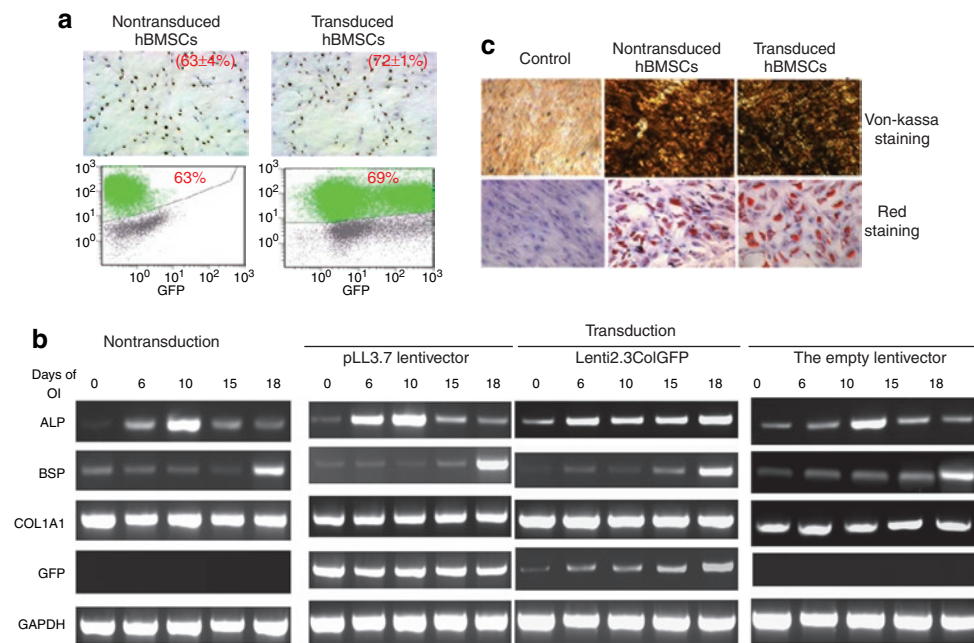 a
Nontransduced
hBMSCs
Transduced
hBMSCs
(63±4%)
(72±1%)
10³
10²
10¹
10⁰
63%
10⁰ 10¹ 10² 10³
GFP
10³
10²
10¹
10⁰
69%
10⁰ 10¹ 10² 10³
GFP
c
Control
Nontransduced
hBMSCs
Transduced
hBMSCs
Von-kassa
staining
Red
staining
b
Nontransduction
Transduction
pLL3.7 lentivector
Lenti2.3ColGFP
The empty lentivector
Days of
OI
0 6 10 15 18
0 6 10 15 18
0 6 10 15 18
0 6 10 15 18
ALP
BSP
COL1A1
GFP
GAPDH